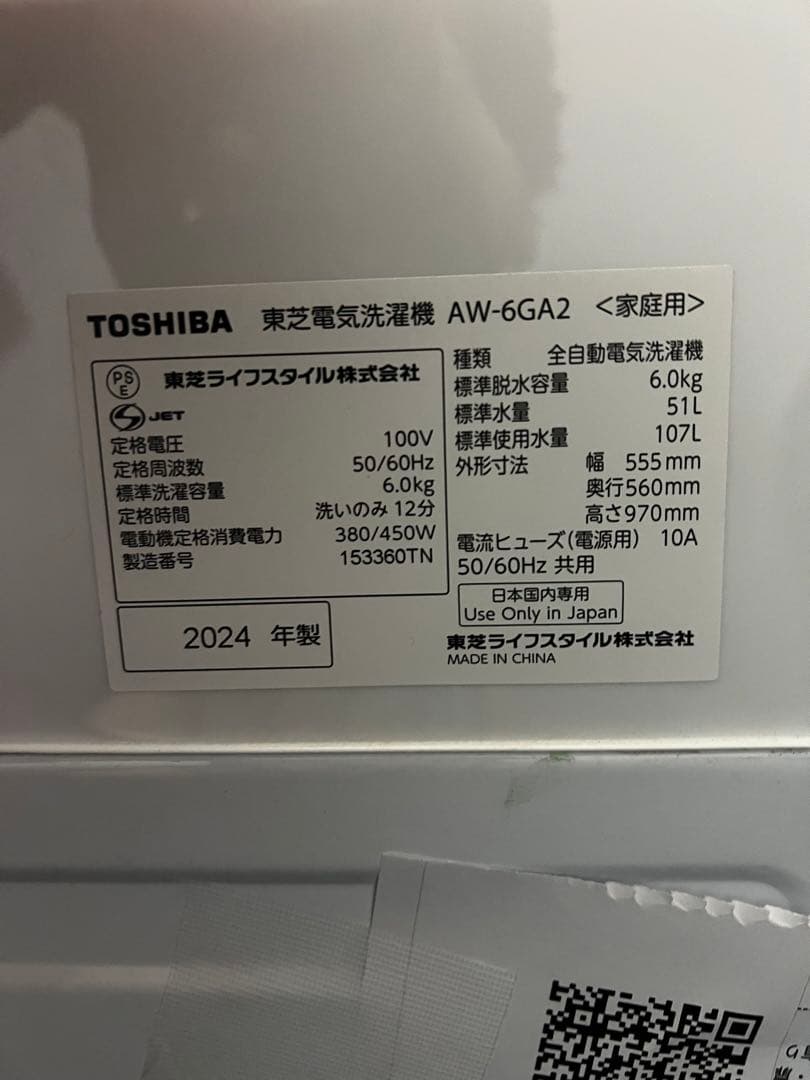 TOSHIBA 東芝電気洗濯機 AW-6GA2 <家庭用>
PS
E
東芝ライフスタイル株式会社
JET
定格電圧 100V
定格周波数 50/60Hz
標準洗濯容量 6.0kg
定格時間 洗いのみ 12分
電動機定格消費電力 380/450W
製造番号 153360TN
2024 年製
種類 全自動電気洗濯機
標準脱水容量 6.0kg
標準水量 51L
標準使用水量 107L
外形寸法 幅 555mm
奥行560mm
高さ970mm
電流ヒューズ(電源用) 10A
50/60Hz 共用
日本国内専用
Use Only in Japan
東芝ライフスタイル株式会社
MADE IN CHINA